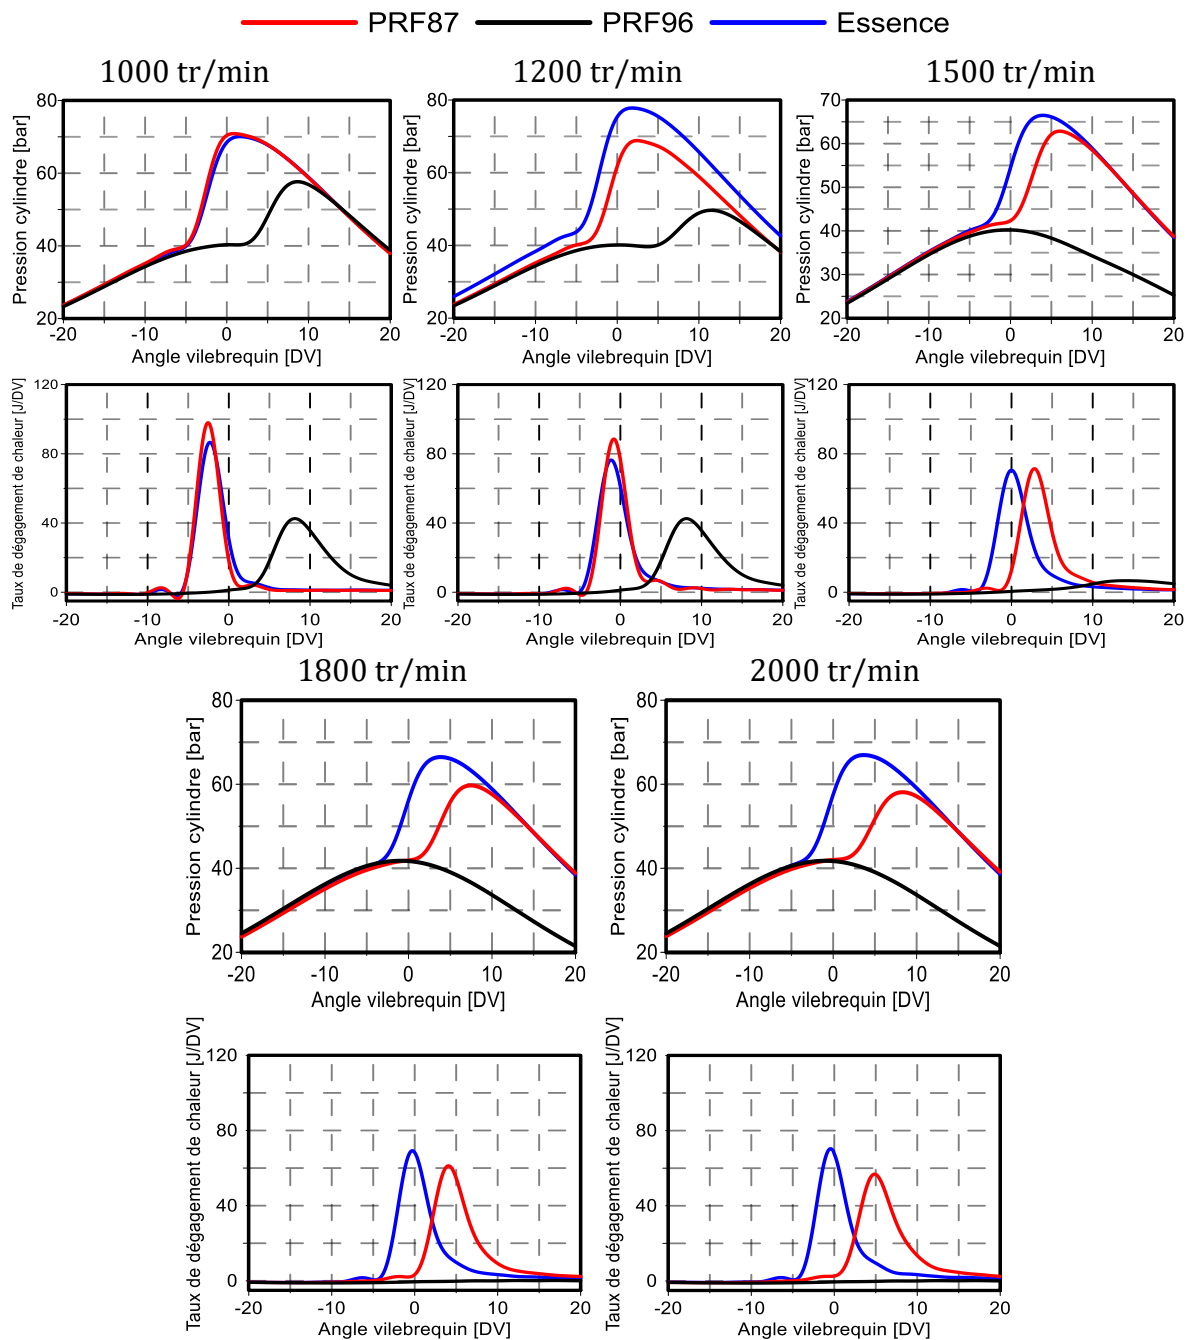 PRF87 PRF96 Essence
1000 tr/min 1200 tr/min 1500 tr/min
Pression cylindre [bar]
80
60
40
20
-20 -10 0 10 20
Angle vilebrequin [DV]
Pression cylindre [bar]
80
60
40
20
-20 -10 0 10 20
Angle vilebrequin [DV]
Pression cylindre [bar]
70
60
50
40
30
20
-20 -10 0 10 20
Angle vilebrequin [DV]
Taux de dégagement de chaleur [J/DV]
120
80
40
0
-20 -10 0 10 20
Angle vilebrequin [DV]
Taux de dégagement de chaleur [J/DV]
120
80
40
0
-20 -10 0 10 20
Angle vilebrequin [DV]
Taux de dégagement de chaleur [J/DV]
120
80
40
0
-20 -10 0 10 20
Angle vilebrequin [DV]
1800 tr/min 2000 tr/min
Pression cylindre [bar]
80
60
40
20
-20 -10 0 10 20
Angle vilebrequin [DV]
Pression cylindre [bar]
80
60
40
20
-20 -10 0 10 20
Angle vilebrequin [DV]
Taux de dégagement de chaleur [J/DV]
120
80
40
0
-20 -10 0 10 20
Angle vilebrequin [DV]
Taux de dégagement de chaleur [J/DV]
120
80
40
0
-20 -10 0 10 20
Angle vilebrequin [DV]